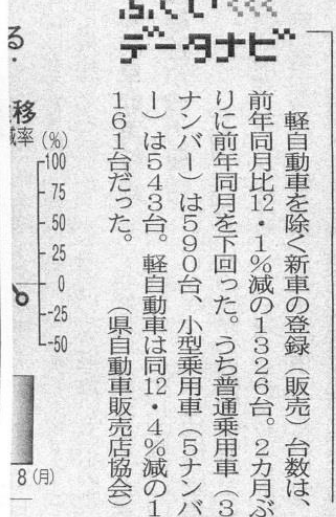 ふくい
データナビ
軽自動車を除く新車の登録(販売)台数は、
前年同月比12・1%減の1326台。2カ月ぶ
りに前年同月を下回った。うち普通乗用車(3
ナンバー)は590台、小型乗用車(5ナンバ
ー)は543台。軽自動車は同12・4%減の1
161台だった。
(県自動車販売店協会)
る
移
率(%)
100
75
50
25
0
-25
-50
8(月)